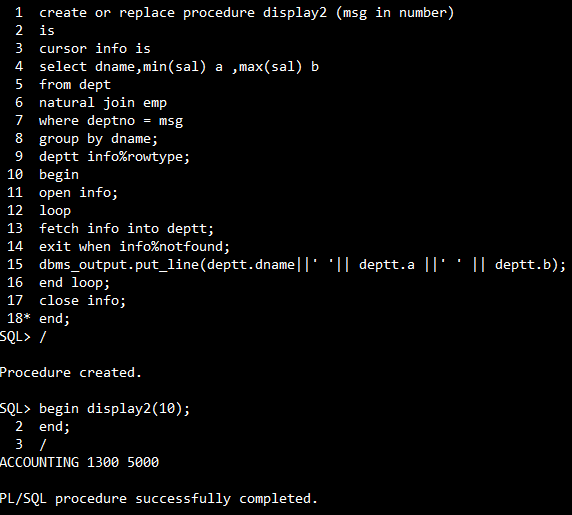 1 create or replace procedure display2 (msg in number)
2 is
3 cursor info is
4 select dname,min(sal) a ,max(sal) b
5 from dept
6 natural join emp
7 where deptno = msg
8 group by dname;
9 deptt info%rowtype;
10 begin
11 open info;
12 loop
13 fetch info into deptt;
14 exit when info%notfound;
15 dbms_output.put_line(deptt.dname||' '|| deptt.a ||' ' || deptt.b);
16 end loop;
17 close info;
18* end;
SQL> /
Procedure created.
SQL> begin display2(10);
2 end;
3 /
ACCOUNTING 1300 5000
PL/SQL procedure successfully completed.